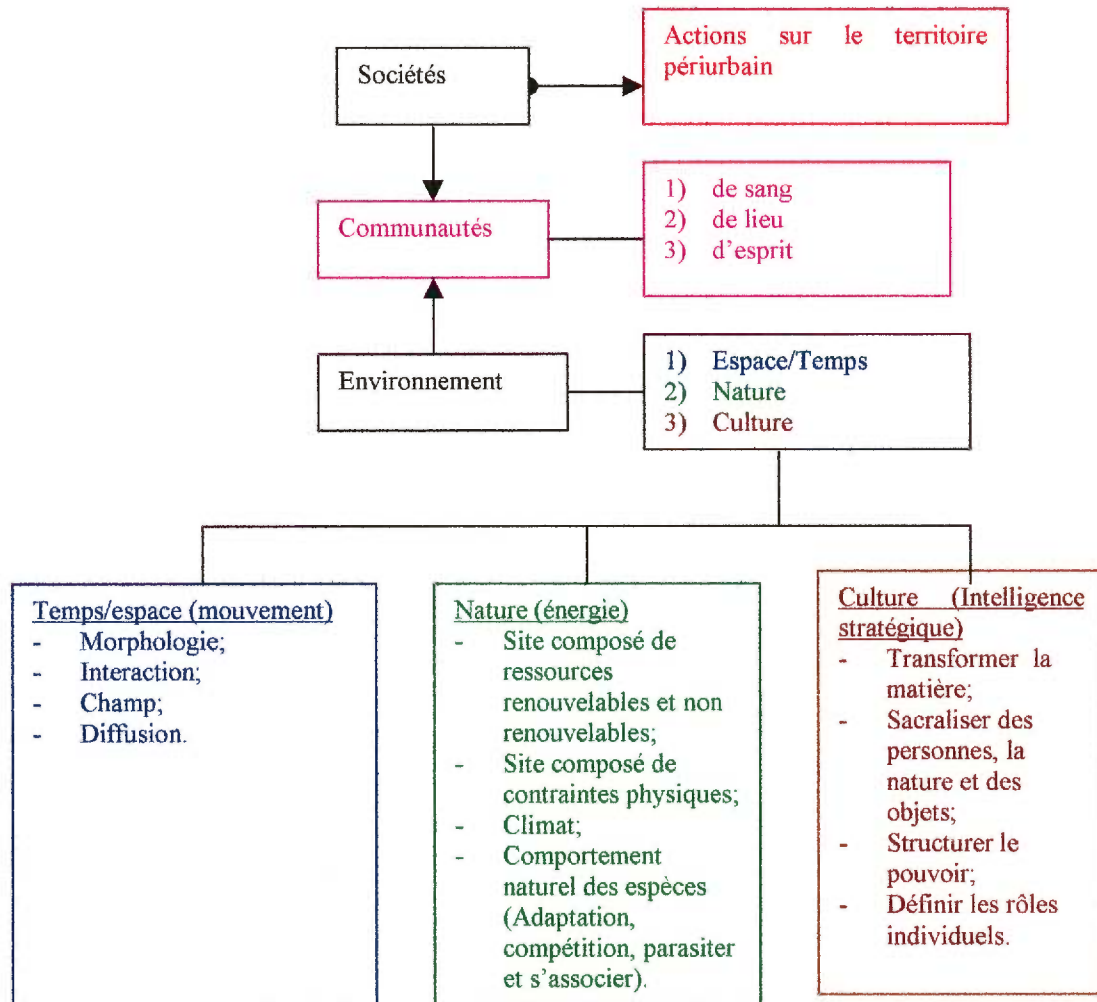 Sociétés
Actions sur le territoire
périurbain
Communautés
1) de sang
2) de lieu
3) d'esprit
Environnement
1) Espace/Temps
2) Nature
3) Culture
Temps/espace (mouvement)
- Morphologie;
- Interaction;
- Champ;
- Diffusion.
Nature (énergie)
- Site composé de
ressources
renouvelables et non
renouvelables;
- Site composé de
contraintes physiques;
- Climat;
- Comportement
naturel des espèces
(Adaptation,
compétition, parasiter
et s'associer).
Culture (Intelligence
stratégique)
- Transformer la
matière;
- Sacraliser des
personnes, la
nature et des
objets;
- Structurer le
pouvoir;
- Définir les rôles
individuels.